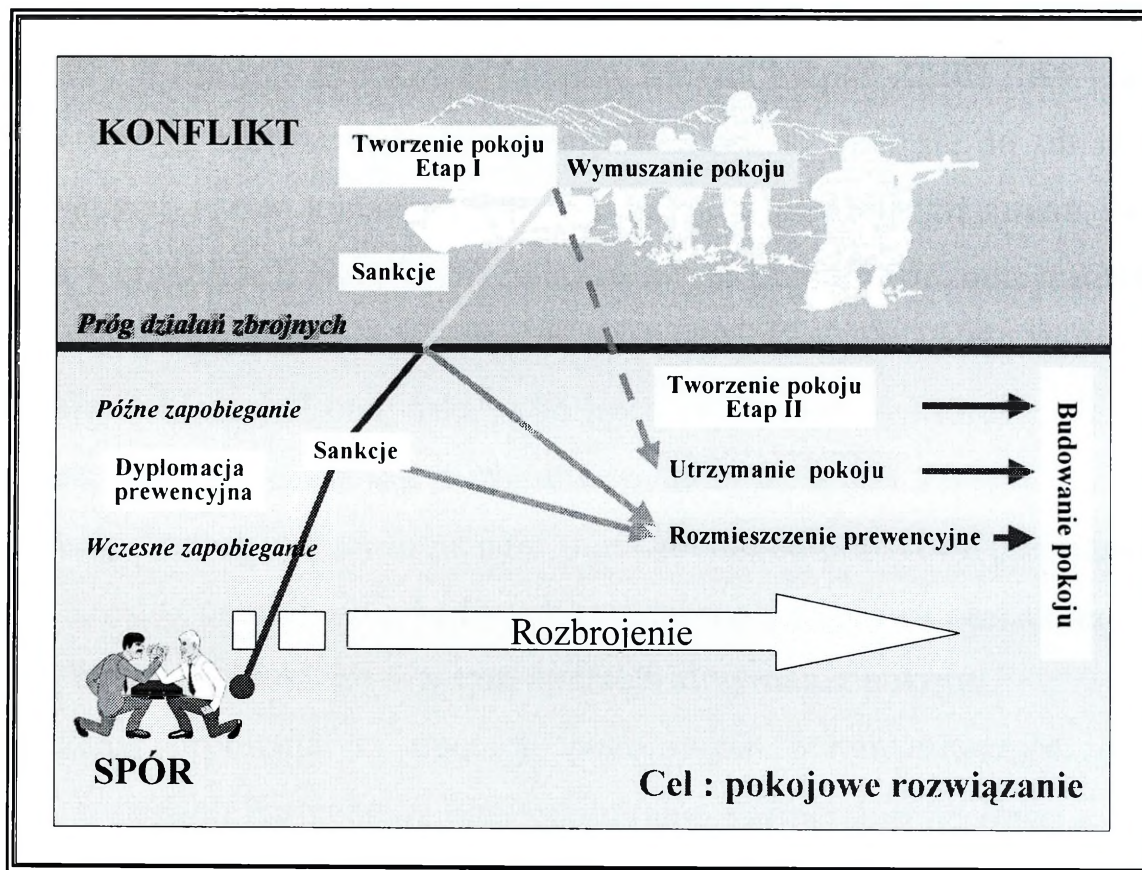 KONFLIKT
Tworzenie pokoju
Etap I
Wymuszanie pokoju
Sankcje
Próg działań zbrojnych
Późne zapobieganie
Tworzenie pokoju
Etap II
Sankcje
Dyplomacja
prewencyjna
Utrzymanie pokoju
Wczesne zapobieganie
Rozmieszczenie prewencyjne
Budowanie pokoju
Rozbrojenie
SPÓR
Cel : pokojowe rozwiązanie